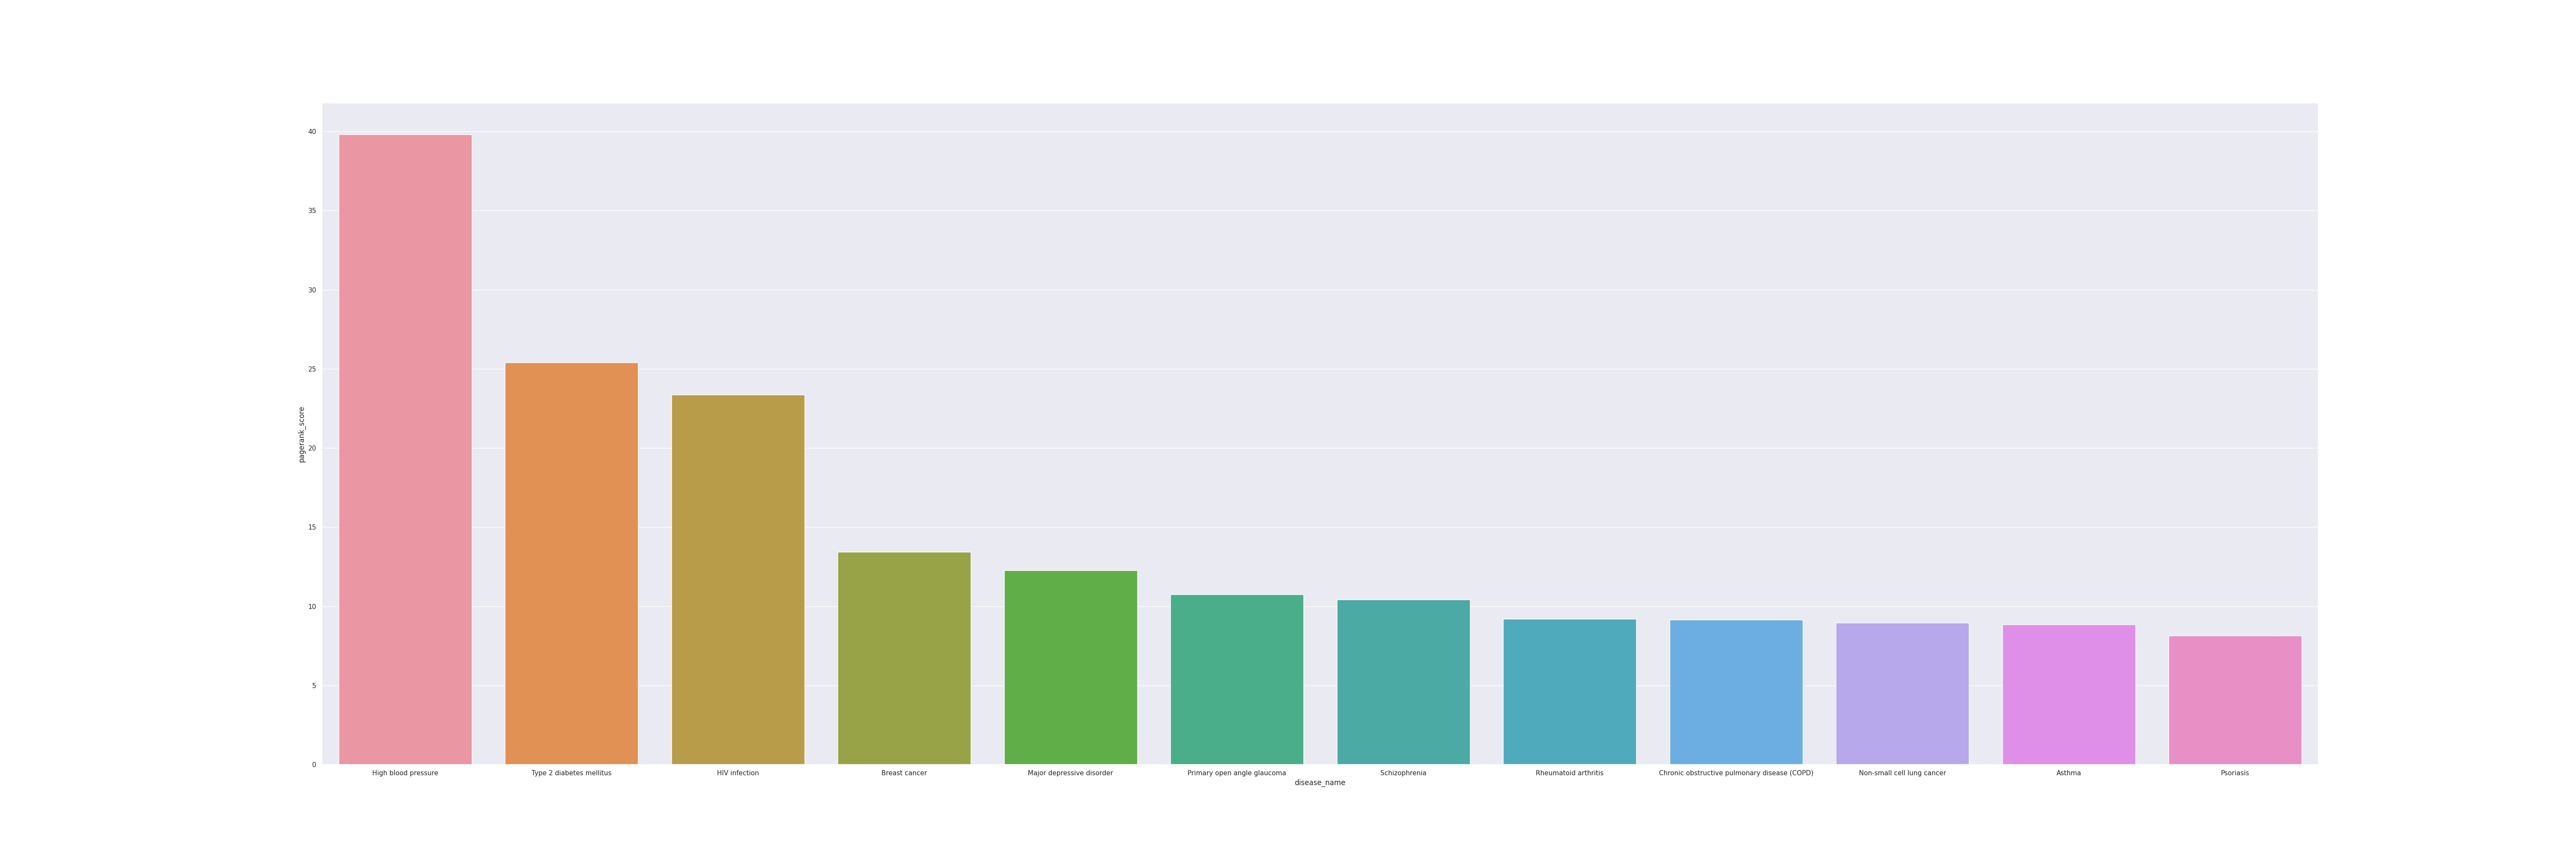 40
35
30
25
20
15
10
5
0
pagerank_score
High blood pressure
Type 2 diabetes mellitus
HIV infection
Breast cancer
Major depressive disorder
Primary open angle glaucoma
Schizophrenia
Rheumatoid arthritis
Chronic obstructive pulmonary disease (COPD)
Non-small cell lung cancer
Asthma
Psoriasis
disease_name